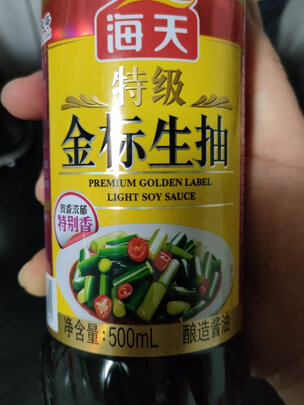 海天
特级
金标生抽
PREMIUM GOLDEN LABEL
LIGHT SOY SAUCE
豉香浓郁
特别香
净含量:500mL
酿造酱油